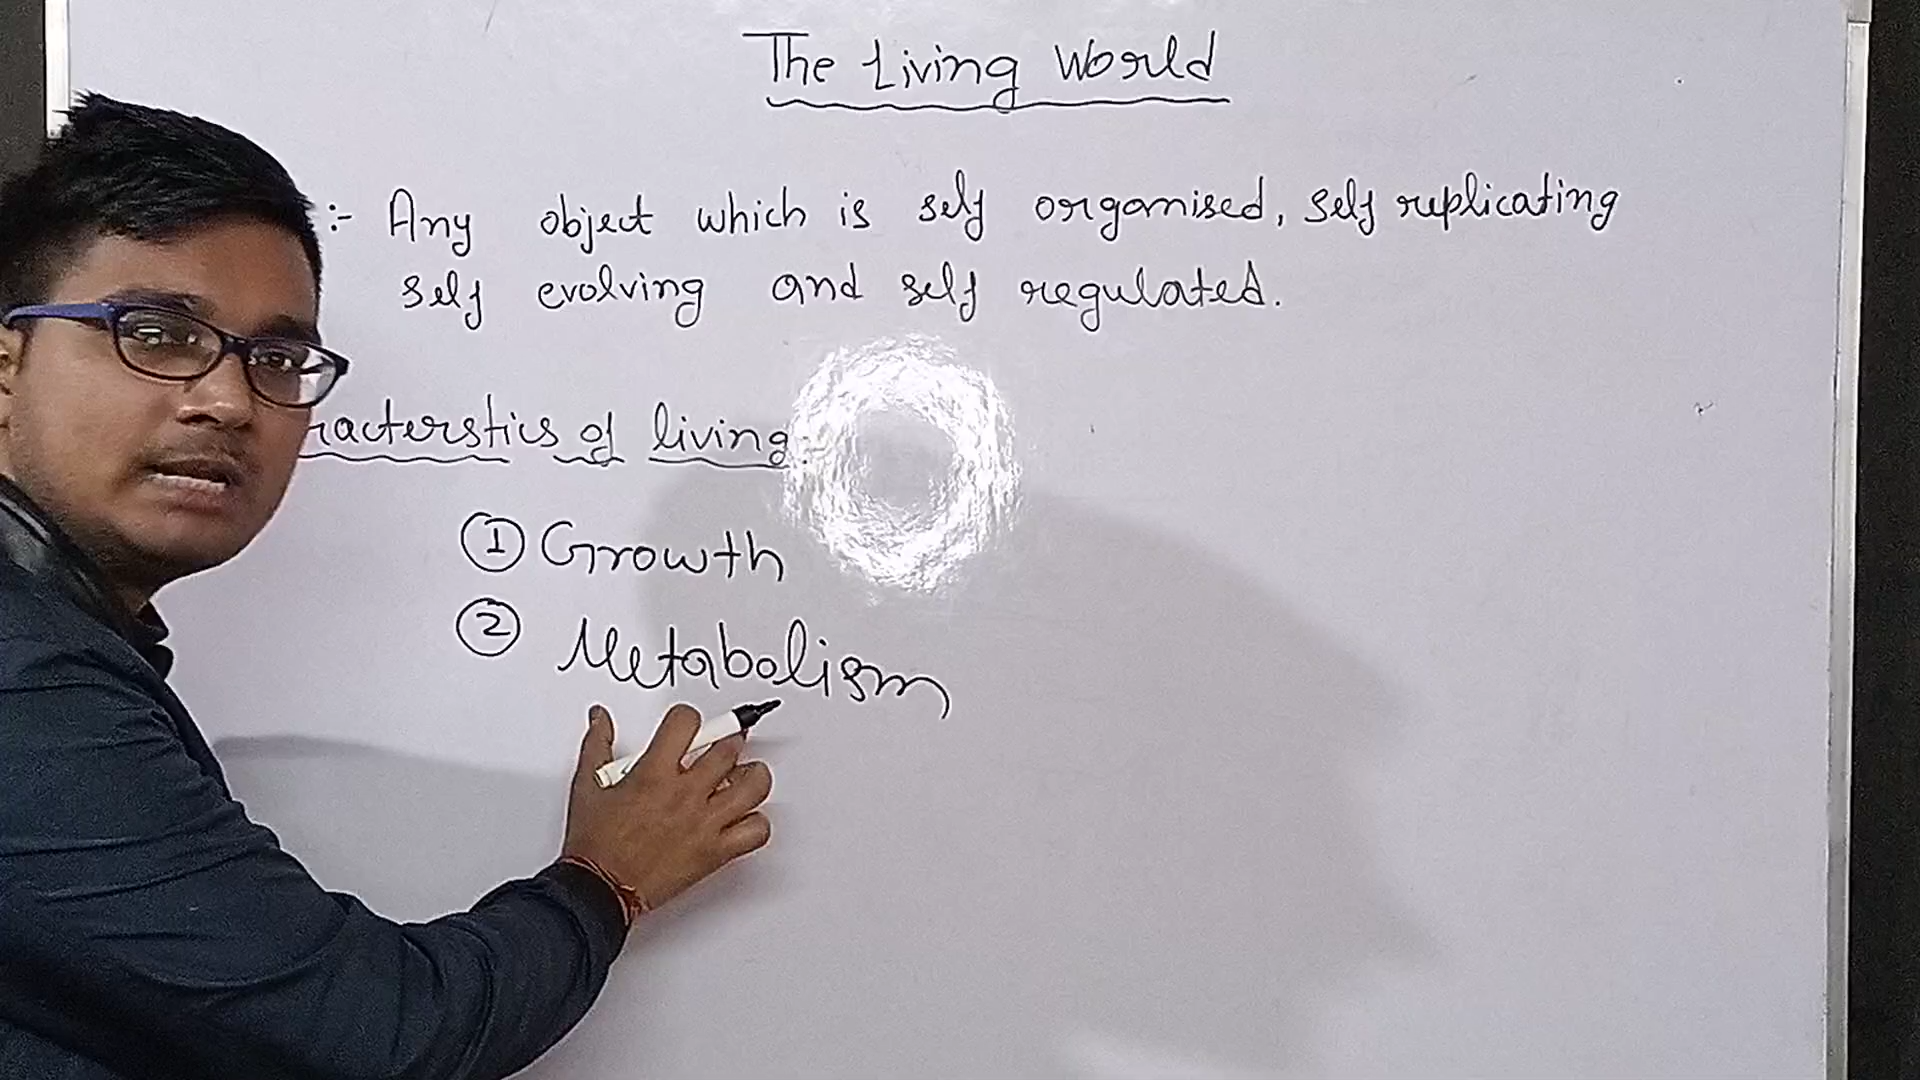 The Living World
:- Any object which is self organised, self replicating
self evolving and self regulated.
racterstics of living:
① Growth
② Metabolism